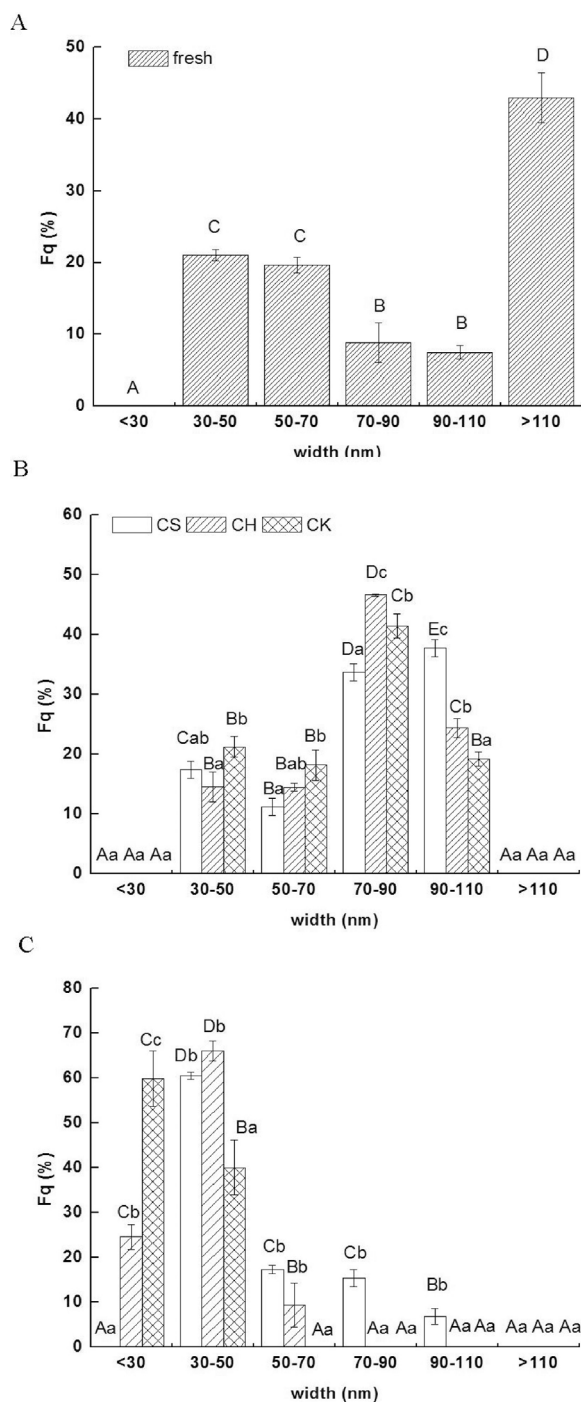 A
fresh
50
40
30
20
10
0
Fq (%)
A
C
C
B
B
D
<30 30-50 50-70 70-90 90-110 >110
width (nm)
B
CS CH CK
60
50
40
30
20
10
0
Fq (%)
Aa Aa Aa
Cab Ba Bb
Ba Bab Bb
Da Dc Cb
Ec Cb Ba
Aa Aa Aa
<30 30-50 50-70 70-90 90-110 >110
width (nm)
C
80
70
60
50
40
30
20
10
0
Fq (%)
Aa Cb Cc
Db Db Ba
Cb Bb Aa
Cb Aa Aa
Bb Aa Aa
Aa Aa Aa
<30 30-50 50-70 70-90 90-110 >110
width (nm)